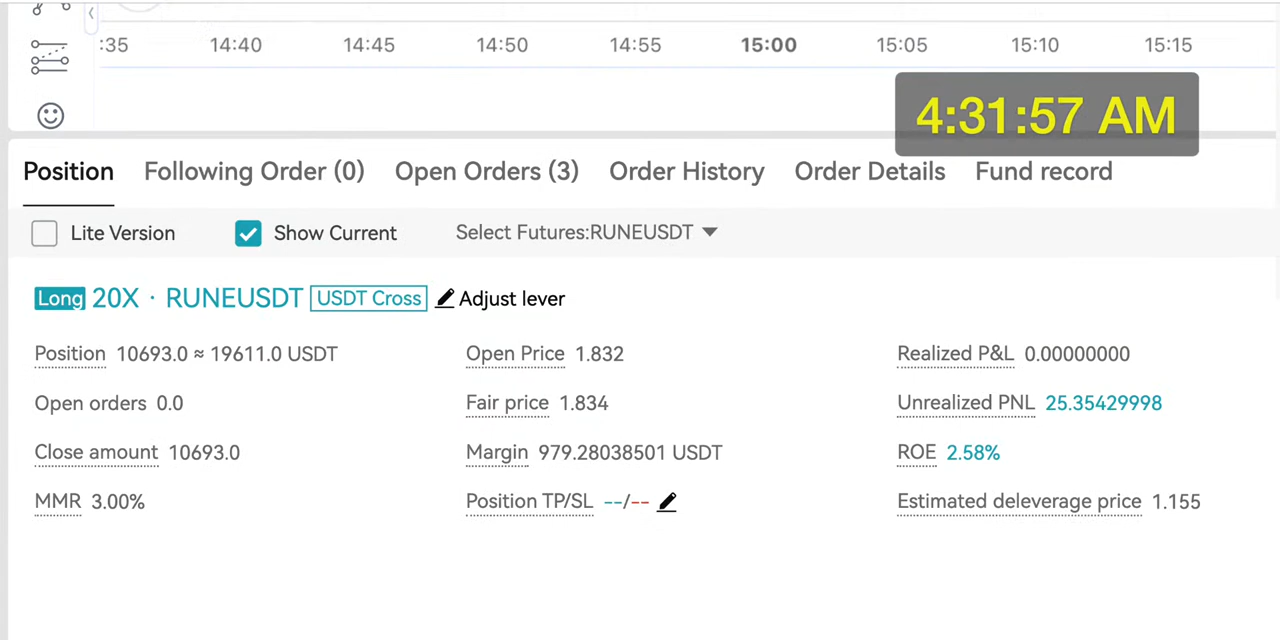 :35 14:40 14:45 14:50 14:55 15:00 15:05 15:10 15:15
4:31:57 AM
Position Following Order (0) Open Orders (3) Order History Order Details Fund record
Lite Version Show Current Select Futures:RUNEUSDT
Long 20X · RUNEUSDT USDT Cross Adjust lever
Position 10693.0 ≈ 19611.0 USDT Open Price 1.832 Realized P&L 0.00000000
Open orders 0.0 Fair price 1.834 Unrealized PNL 25.35429998
Close amount 10693.0 Margin 979.28038501 USDT ROE 2.58%
MMR 3.00% Position TP/SL --/-- Estimated deleverage price 1.155